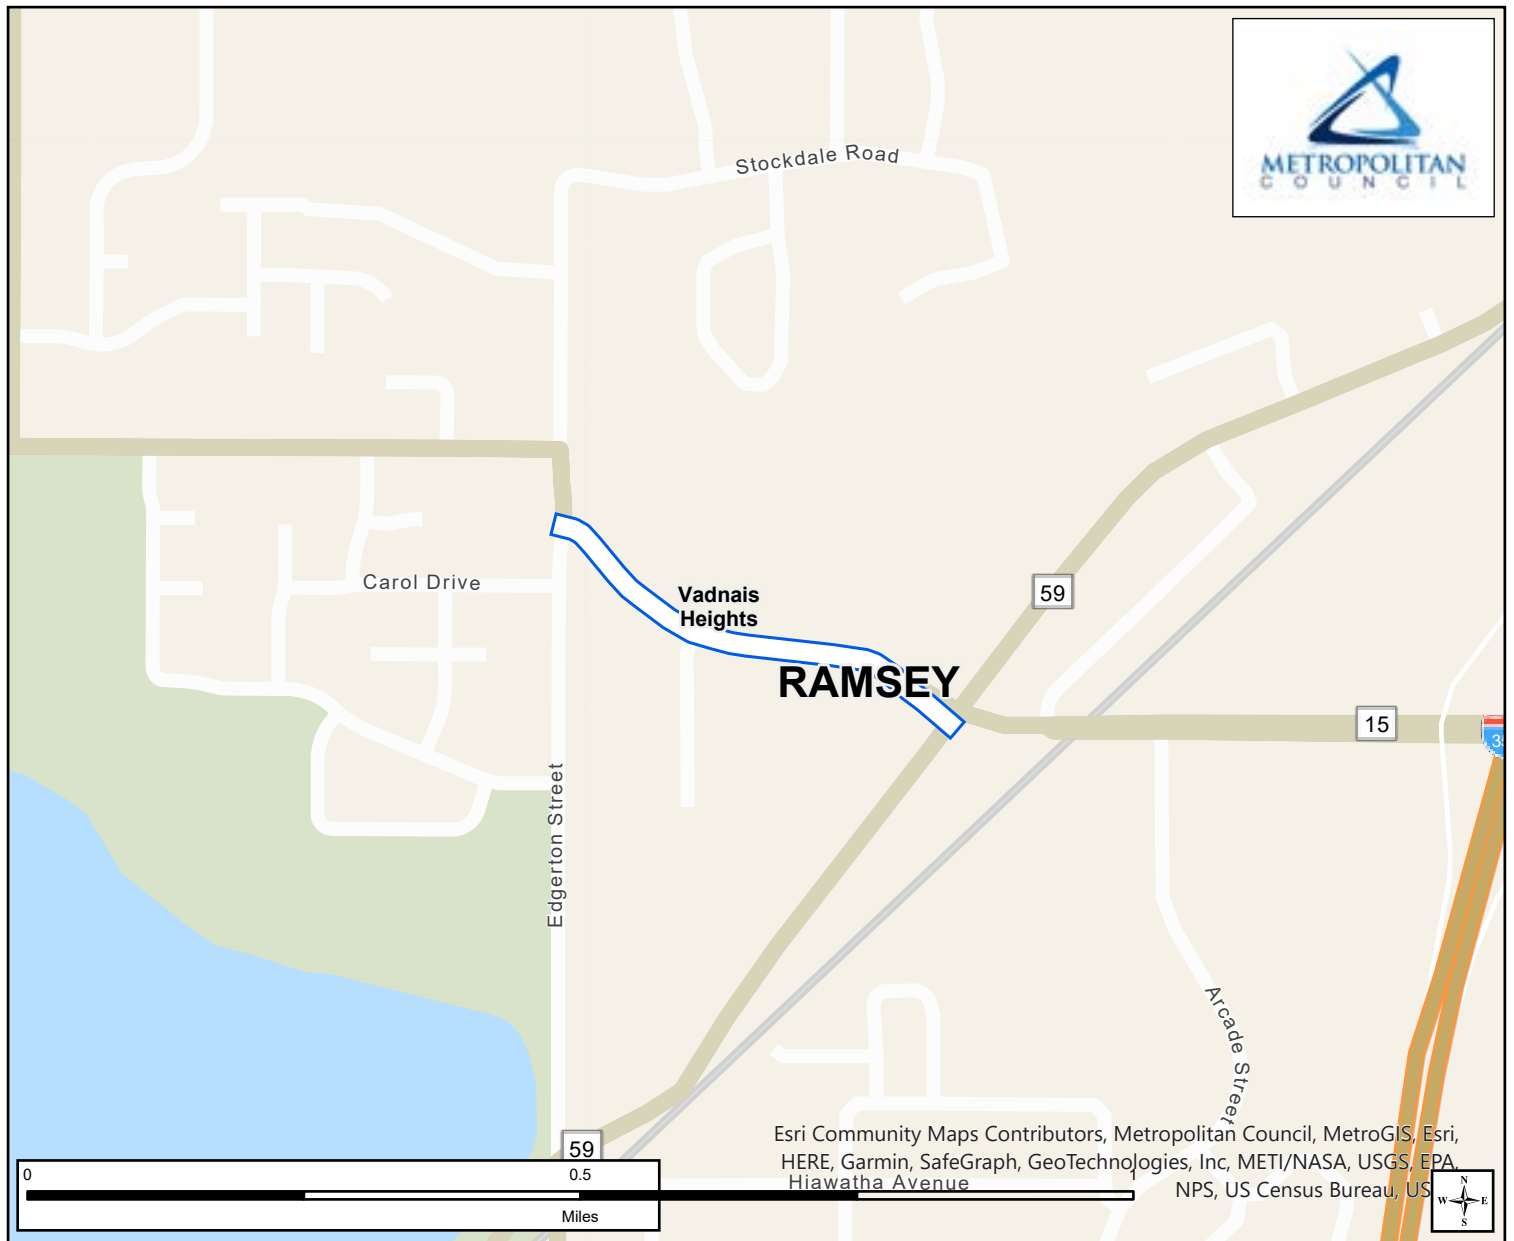 METROPOLITAN
COUNCIL
Stockdale Road
Carol Drive
Vadnais
Heights
59
RAMSEY
15
Edgerton Street
Arcade Street
59
Esri Community Maps Contributors, Metropolitan Council, MetroGIS, Esri,
HERE, Garmin, SafeGraph, GeoTechnologies, Inc, METI/NASA, USGS, EPA,
NPS, US Census Bureau, US
Hiawatha Avenue
0 0.5 1
Miles
N
W E
S